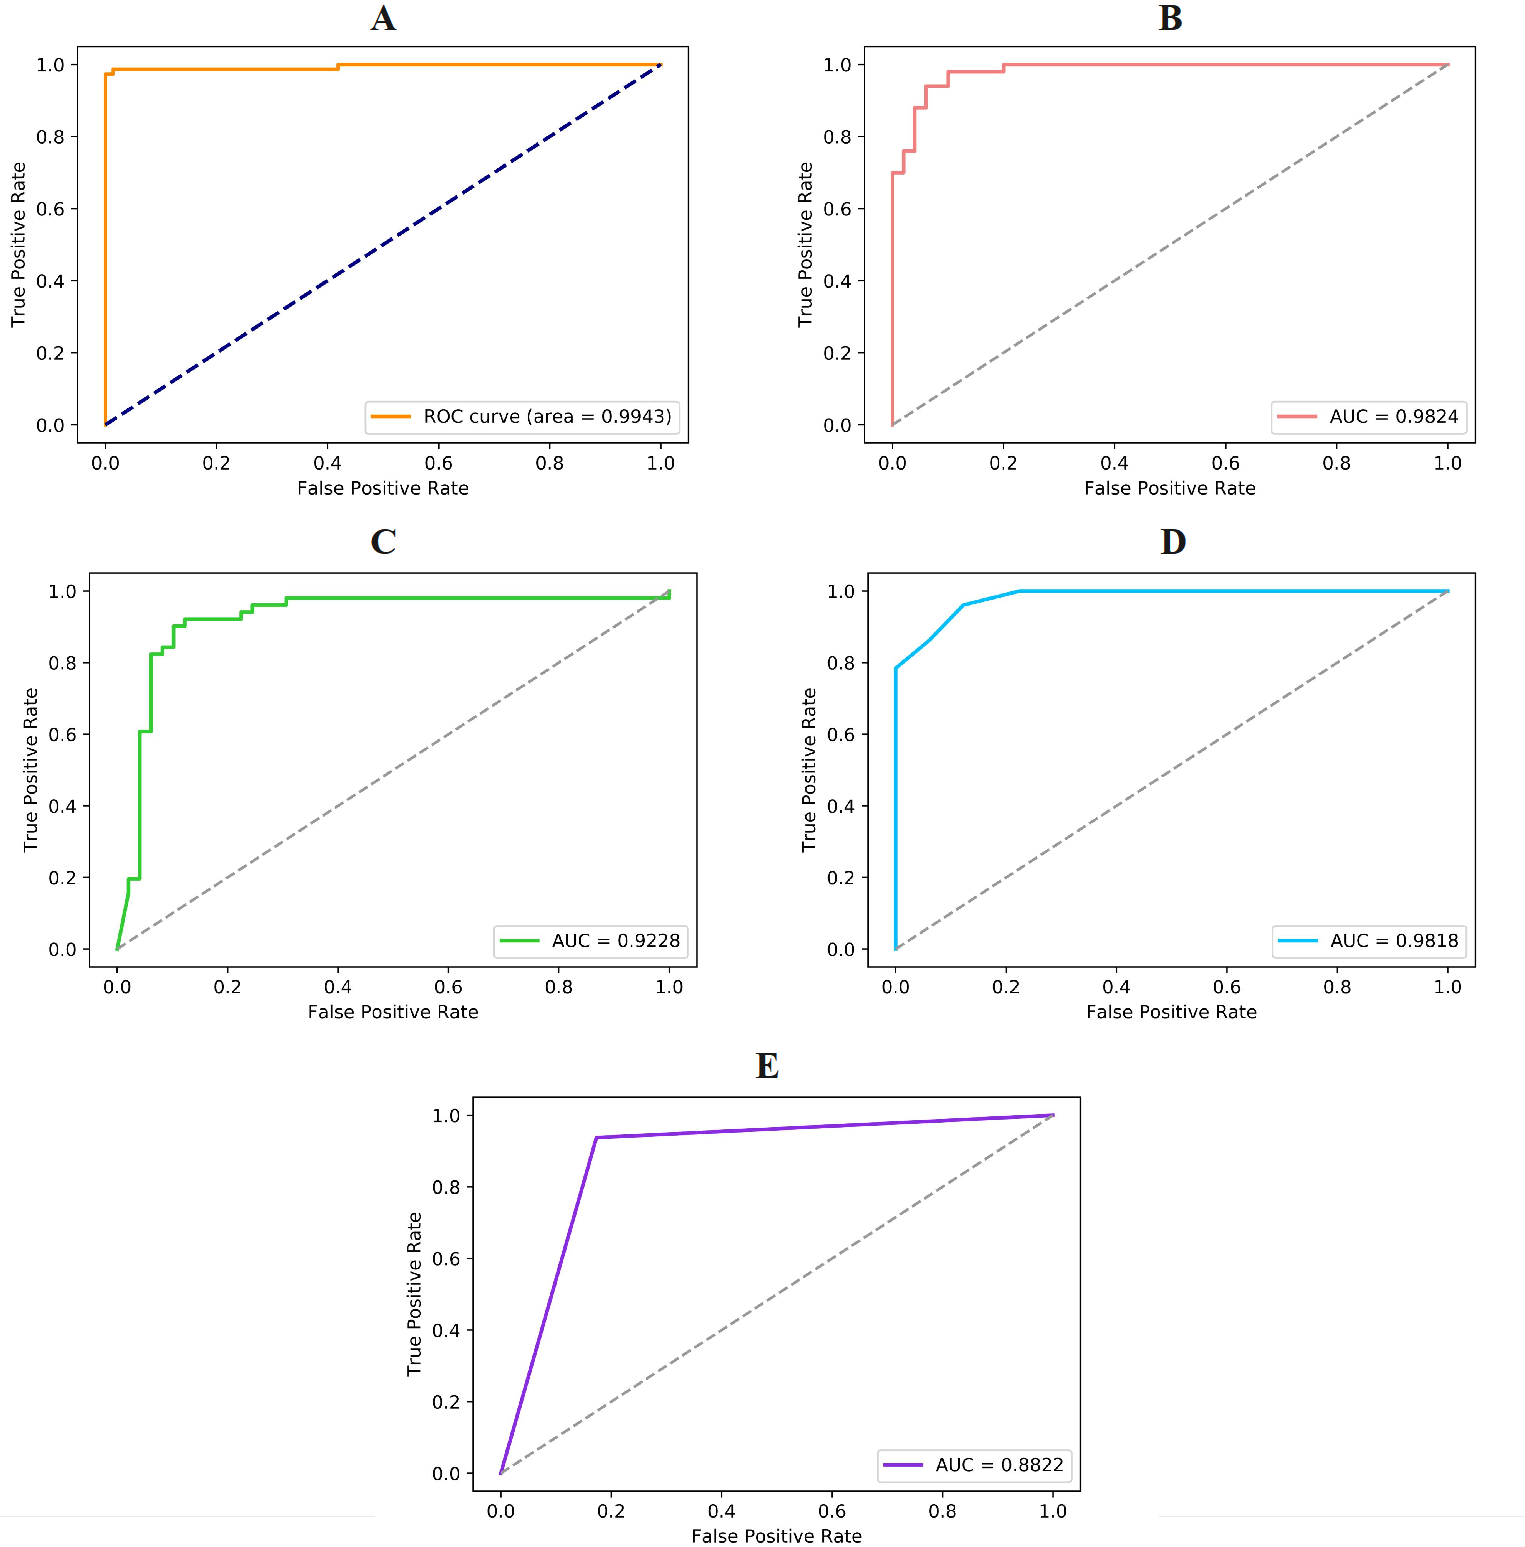 A
1.0
0.8
0.6
0.4
0.2
0.0
True Positive Rate
ROC curve (area = 0.9943)
0.0 0.2 0.4 0.6 0.8 1.0
False Positive Rate
B
1.0
0.8
0.6
0.4
0.2
0.0
True Positive Rate
AUC = 0.9824
0.0 0.2 0.4 0.6 0.8 1.0
False Positive Rate
C
1.0
0.8
0.6
0.4
0.2
0.0
True Positive Rate
AUC = 0.9228
0.0 0.2 0.4 0.6 0.8 1.0
False Positive Rate
D
1.0
0.8
0.6
0.4
0.2
0.0
True Positive Rate
AUC = 0.9818
0.0 0.2 0.4 0.6 0.8 1.0
False Positive Rate
E
1.0
0.8
0.6
0.4
0.2
0.0
True Positive Rate
AUC = 0.8822
0.0 0.2 0.4 0.6 0.8 1.0
False Positive Rate